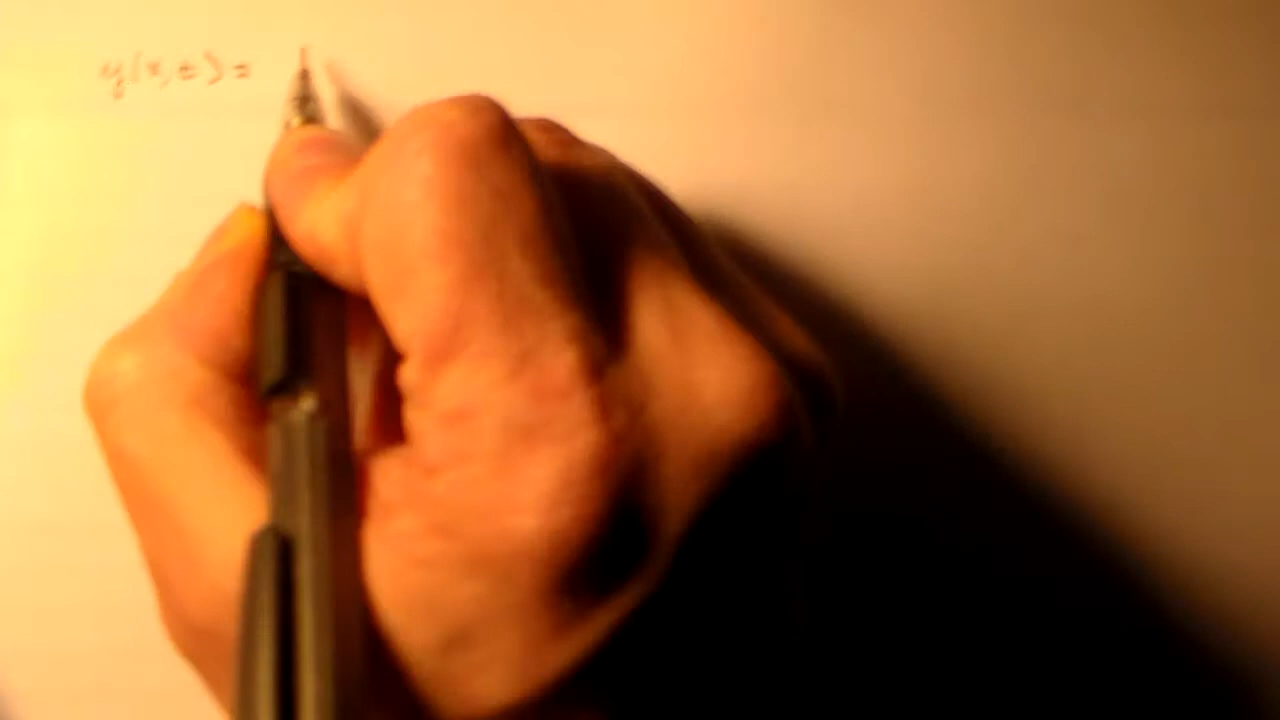 y(x,t) =